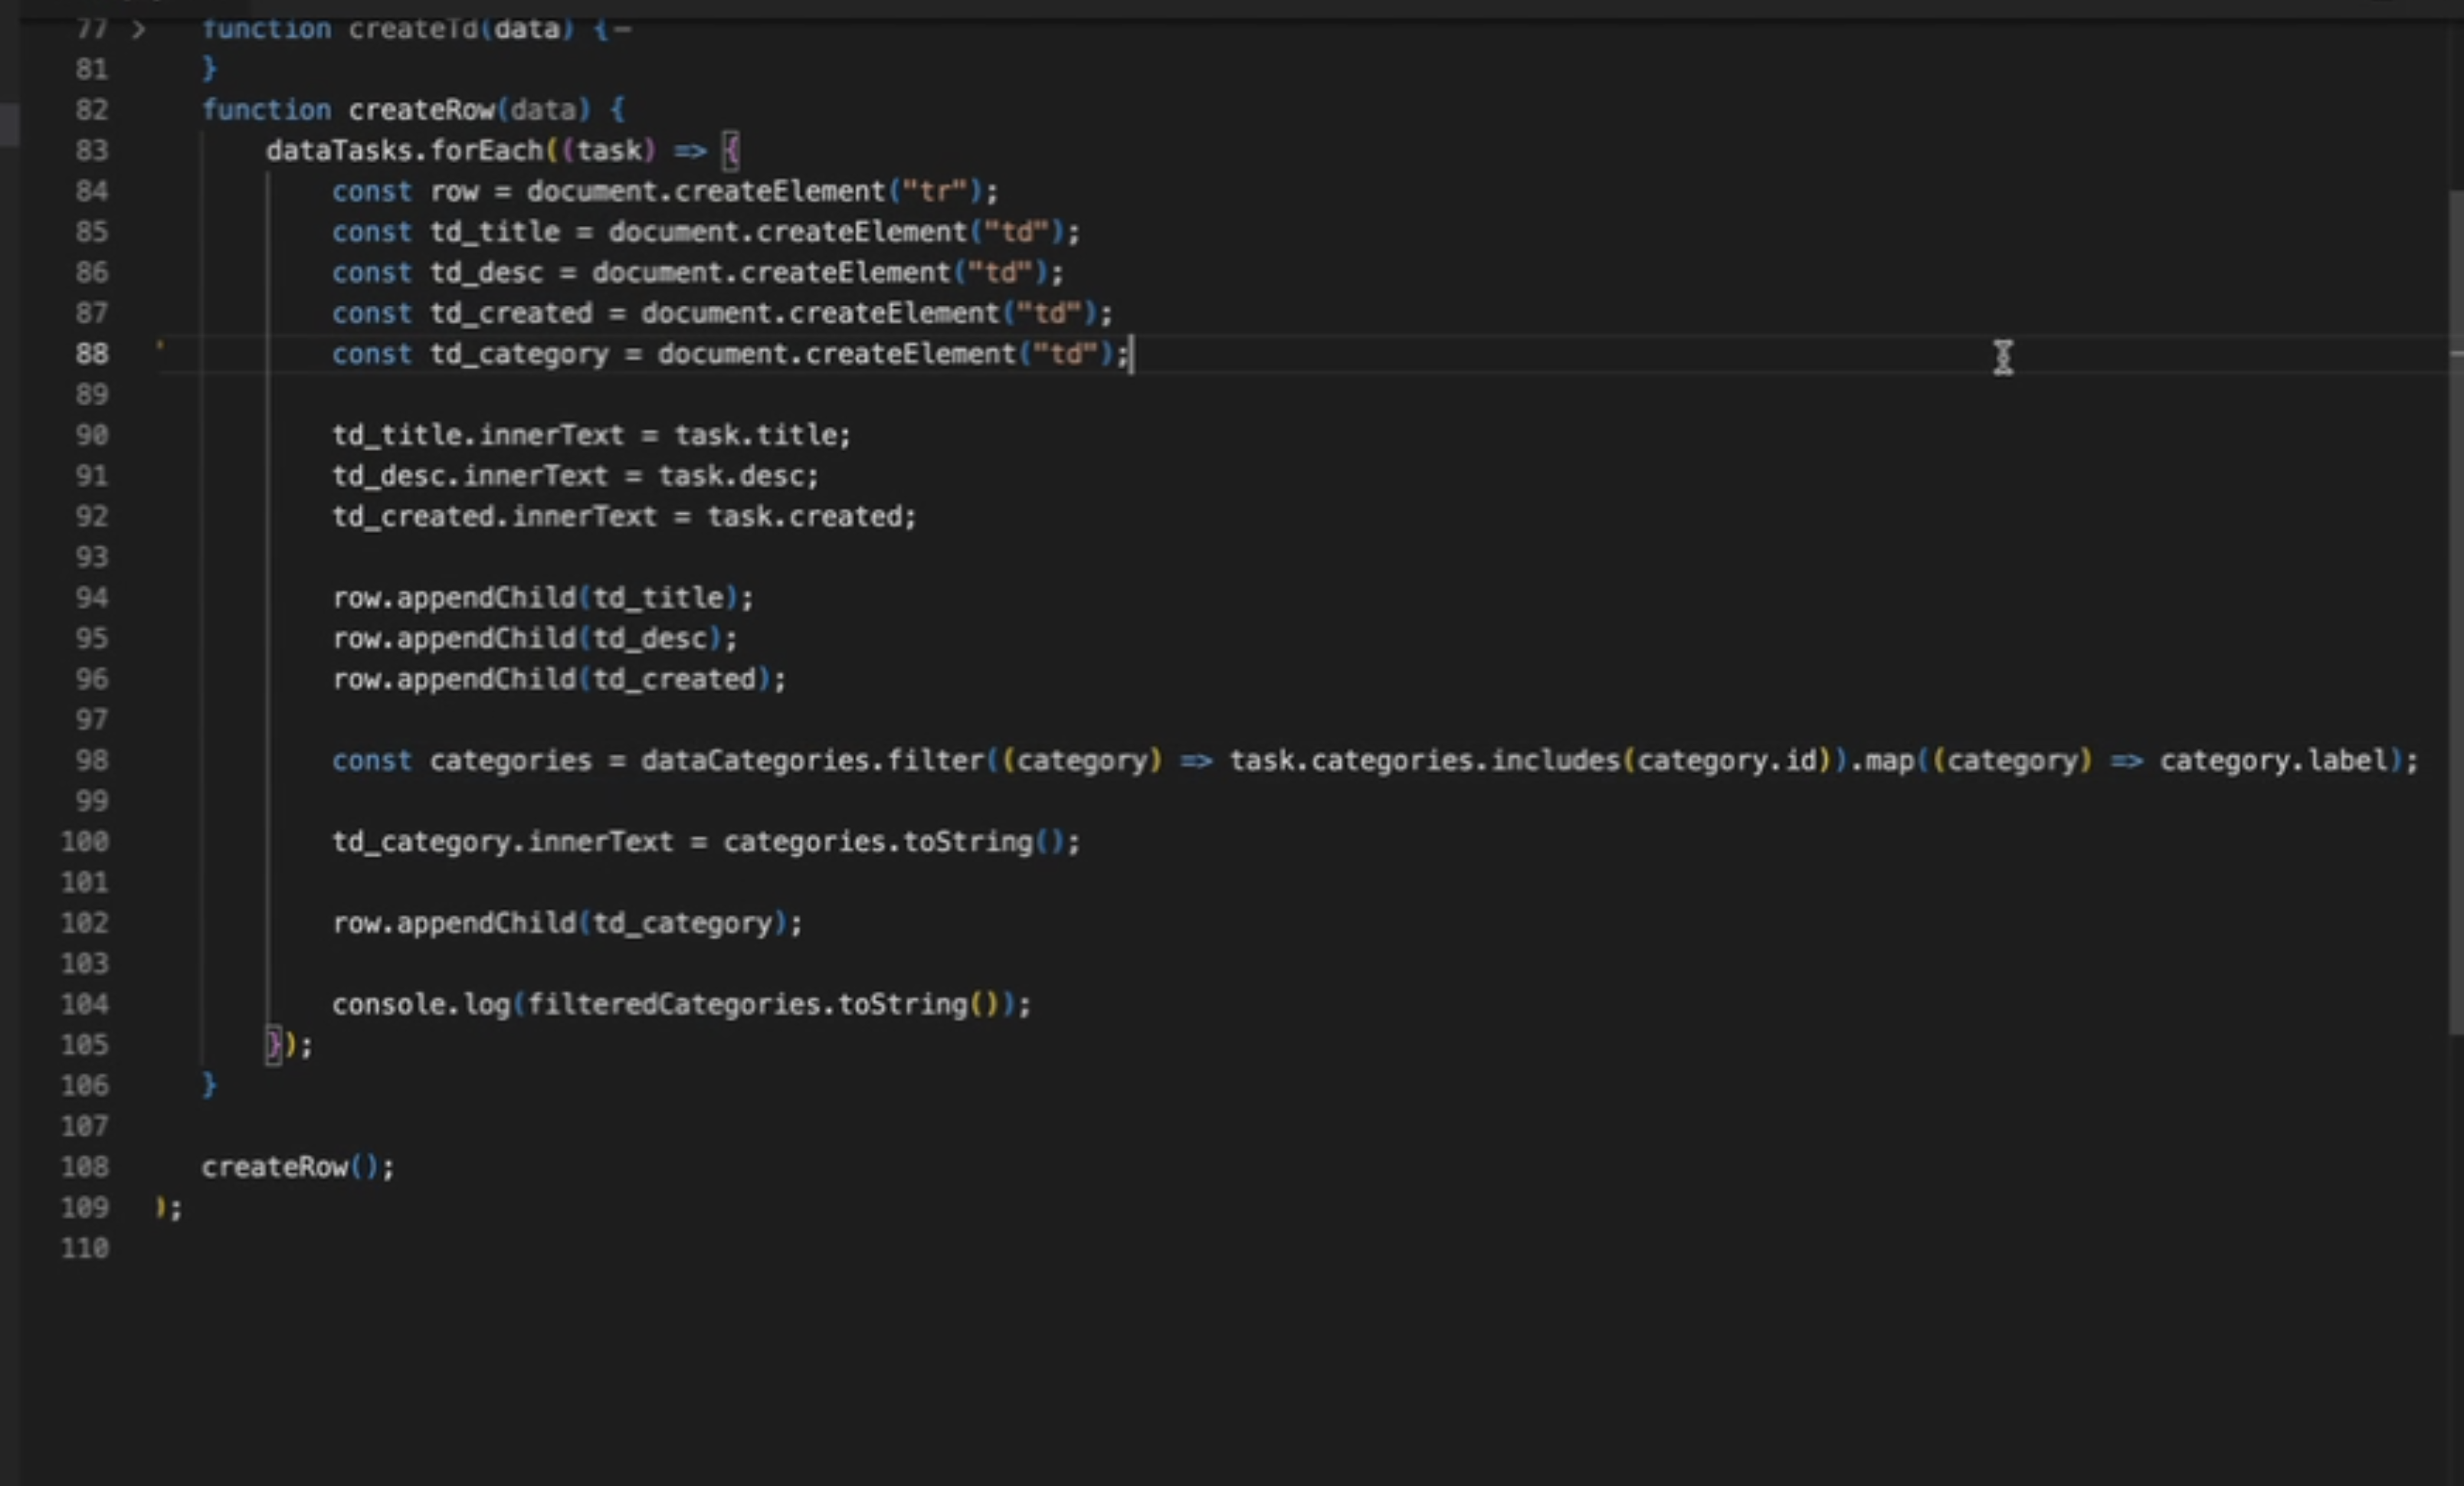 77 > function createTd(data) {—
81 }
82 function createRow(data) {
83 dataTasks.forEach((task) => {
84 const row = document.createElement("tr");
85 const td_title = document.createElement("td");
86 const td_desc = document.createElement("td");
87 const td_created = document.createElement("td");
88 const td_category = document.createElement("td");
89
90 td_title.innerText = task.title;
91 td_desc.innerText = task.desc;
92 td_created.innerText = task.created;
93
94 row.appendChild(td_title);
95 row.appendChild(td_desc);
96 row.appendChild(td_created);
97
98 const categories = dataCategories.filter((category) => task.categories.includes(category.id)).map((category) => category.label);
99
100 td_category.innerText = categories.toString();
101
102 row.appendChild(td_category);
103
104 console.log(filteredCategories.toString());
105 });
106 }
107
108 createRow();
109 );
110